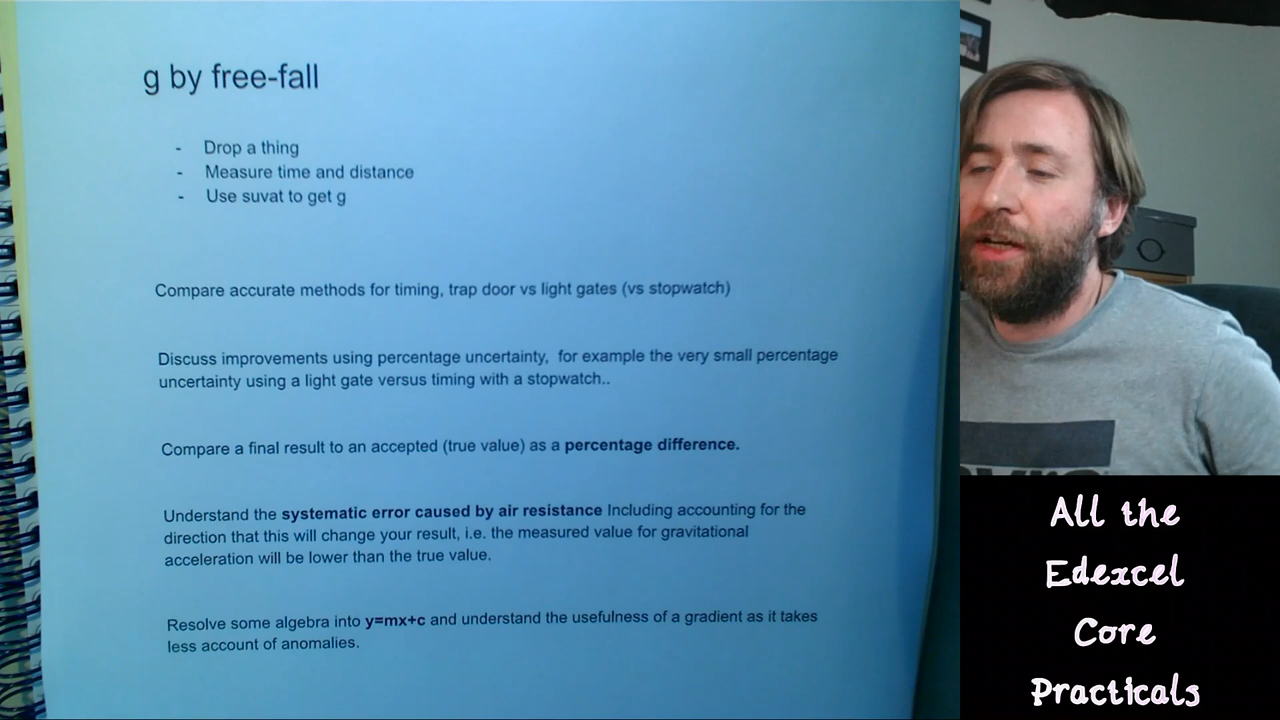 g by free-fall
- Drop a thing
- Measure time and distance
- Use suvat to get g
Compare accurate methods for timing, trap door vs light gates (vs stopwatch)
Discuss improvements using percentage uncertainty, for example the very small percentage
uncertainty using a light gate versus timing with a stopwatch..
Compare a final result to an accepted (true value) as a percentage difference.
Understand the systematic error caused by air resistance Including accounting for the
direction that this will change your result, i.e. the measured value for gravitational
acceleration will be lower than the true value.
Resolve some algebra into y=mx+c and understand the usefulness of a gradient as it takes
less account of anomalies.
All the
Edexcel
Core
Practicals